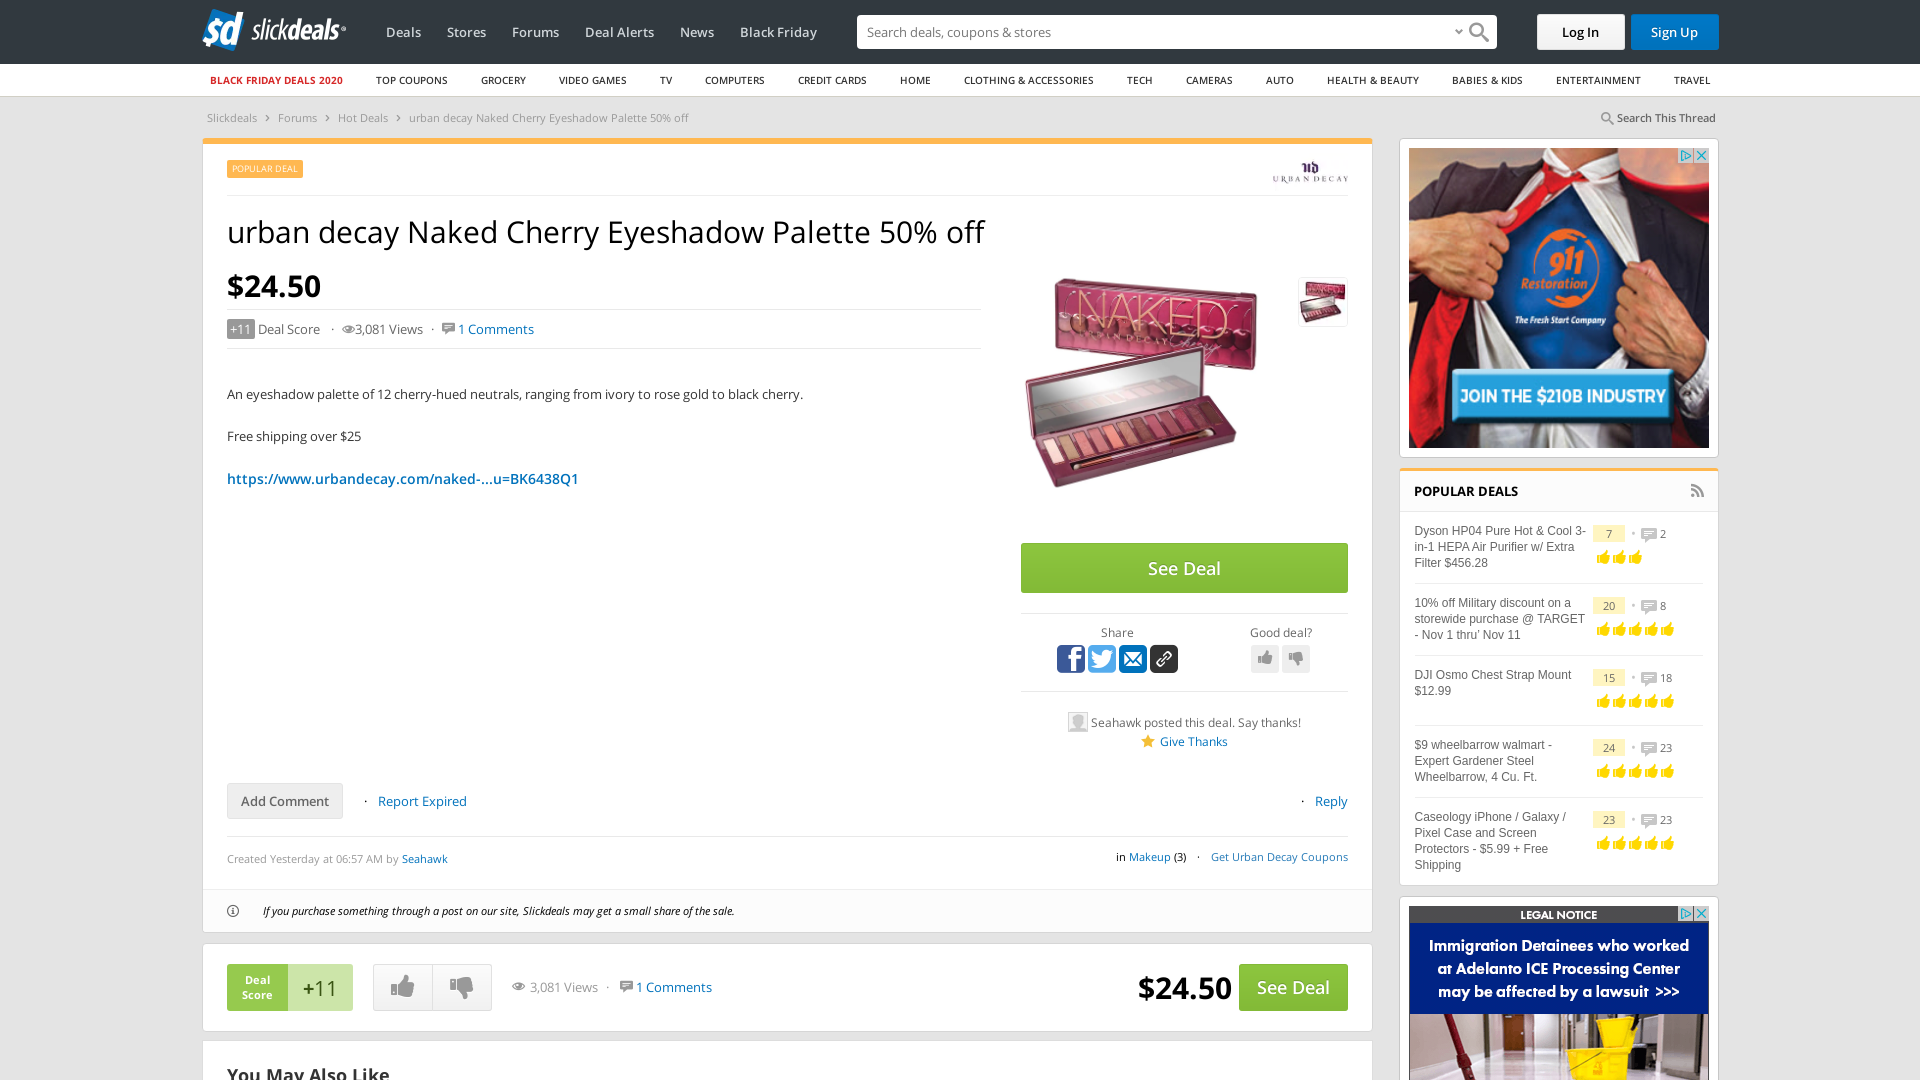 sd slickdeals
Deals Stores Forums Deal Alerts News Black Friday
Search deals, coupons & stores
Log In Sign Up
BLACK FRIDAY DEALS 2020 TOP COUPONS GROCERY VIDEO GAMES TV COMPUTERS CREDIT CARDS HOME CLOTHING & ACCESSORIES TECH CAMERAS AUTO HEALTH & BEAUTY BABIES & KIDS ENTERTAINMENT TRAVEL
Slickdeals › Forums › Hot Deals › urban decay Naked Cherry Eyeshadow Palette 50% off
Search This Thread
POPULAR DEAL
UD
URBAN DECAY
urban decay Naked Cherry Eyeshadow Palette 50% off
$24.50
+11 Deal Score · 3,081 Views · 1 Comments
An eyeshadow palette of 12 cherry-hued neutrals, ranging from ivory to rose gold to black cherry.
Free shipping over $25
https://www.urbandecay.com/naked-...u=BK6438Q1
NAKED
URBAN DECAY
Cherry
See Deal
Share
Good deal?
Seahawk posted this deal. Say thanks!
Give Thanks
Add Comment · Report Expired
· Reply
Created Yesterday at 06:57 AM by Seahawk
in Makeup (3) · Get Urban Decay Coupons
If you purchase something through a post on our site, Slickdeals may get a small share of the sale.
Deal Score
+11
3,081 Views · 1 Comments
$24.50
See Deal
You May Also Like
911
Restoration
The Fresh Start Company
JOIN THE $210B INDUSTRY
POPULAR DEALS
Dyson HP04 Pure Hot & Cool 3-
in-1 HEPA Air Purifier w/ Extra
Filter $456.28
7 · 2
10% off Military discount on a
storewide purchase @ TARGET
- Nov 1 thru' Nov 11
20 · 8
DJI Osmo Chest Strap Mount
$12.99
15 · 18
$9 wheelbarrow walmart -
Expert Gardener Steel
Wheelbarrow, 4 Cu. Ft.
24 · 23
Caseology iPhone / Galaxy /
Pixel Case and Screen
Protectors - $5.99 + Free
Shipping
23 · 23
LEGAL NOTICE
Immigration Detainees who worked
at Adelanto ICE Processing Center
may be affected by a lawsuit >>>